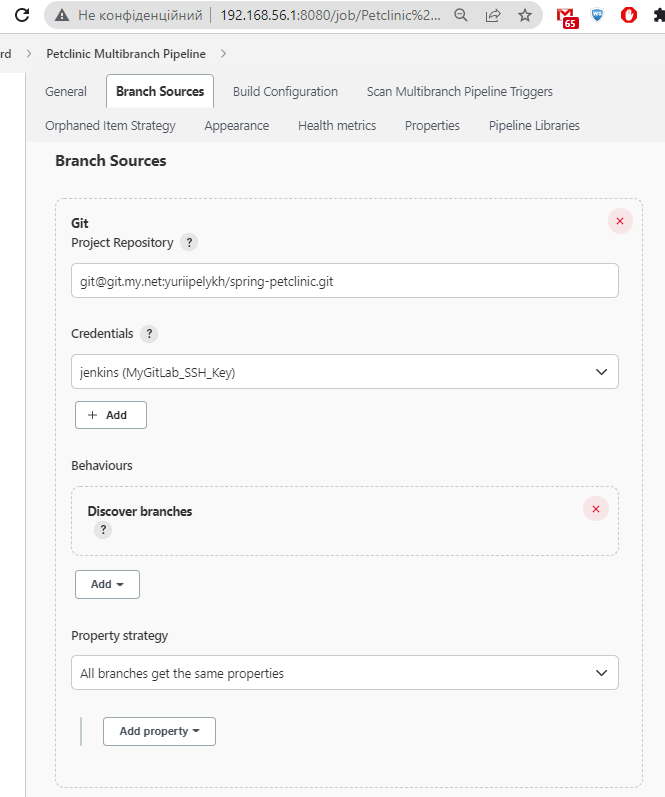 Не конфіденційний
192.168.56.1:8080/job/Petclinic%2...
65
rd > Petclinic Multibranch Pipeline >
General Branch Sources Build Configuration Scan Multibranch Pipeline Triggers
Orphaned Item Strategy Appearance Health metrics Properties Pipeline Libraries
Branch Sources
Git
Project Repository ?
git@git.my.net:yuriipelykh/spring-petclinic.git
Credentials ?
jenkins (MyGitLab_SSH_Key)
+ Add
Behaviours
Discover branches
?
Add
Property strategy
All branches get the same properties
Add property